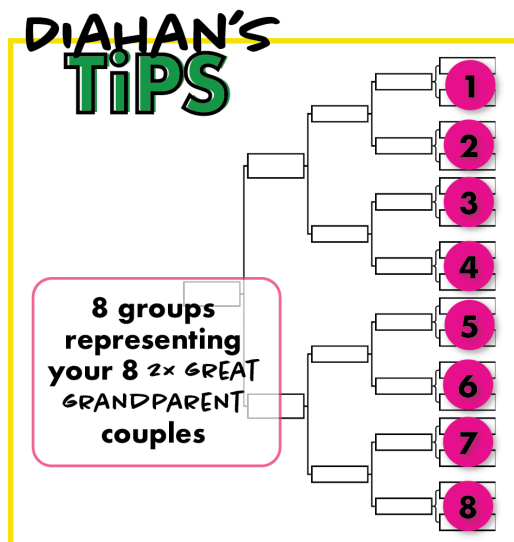 DIAHAN'S
TiPS
1
2
3
4
5
6
7
8
8 groups
representing
your 8 2x GREAT
GRANDPARENT
couples